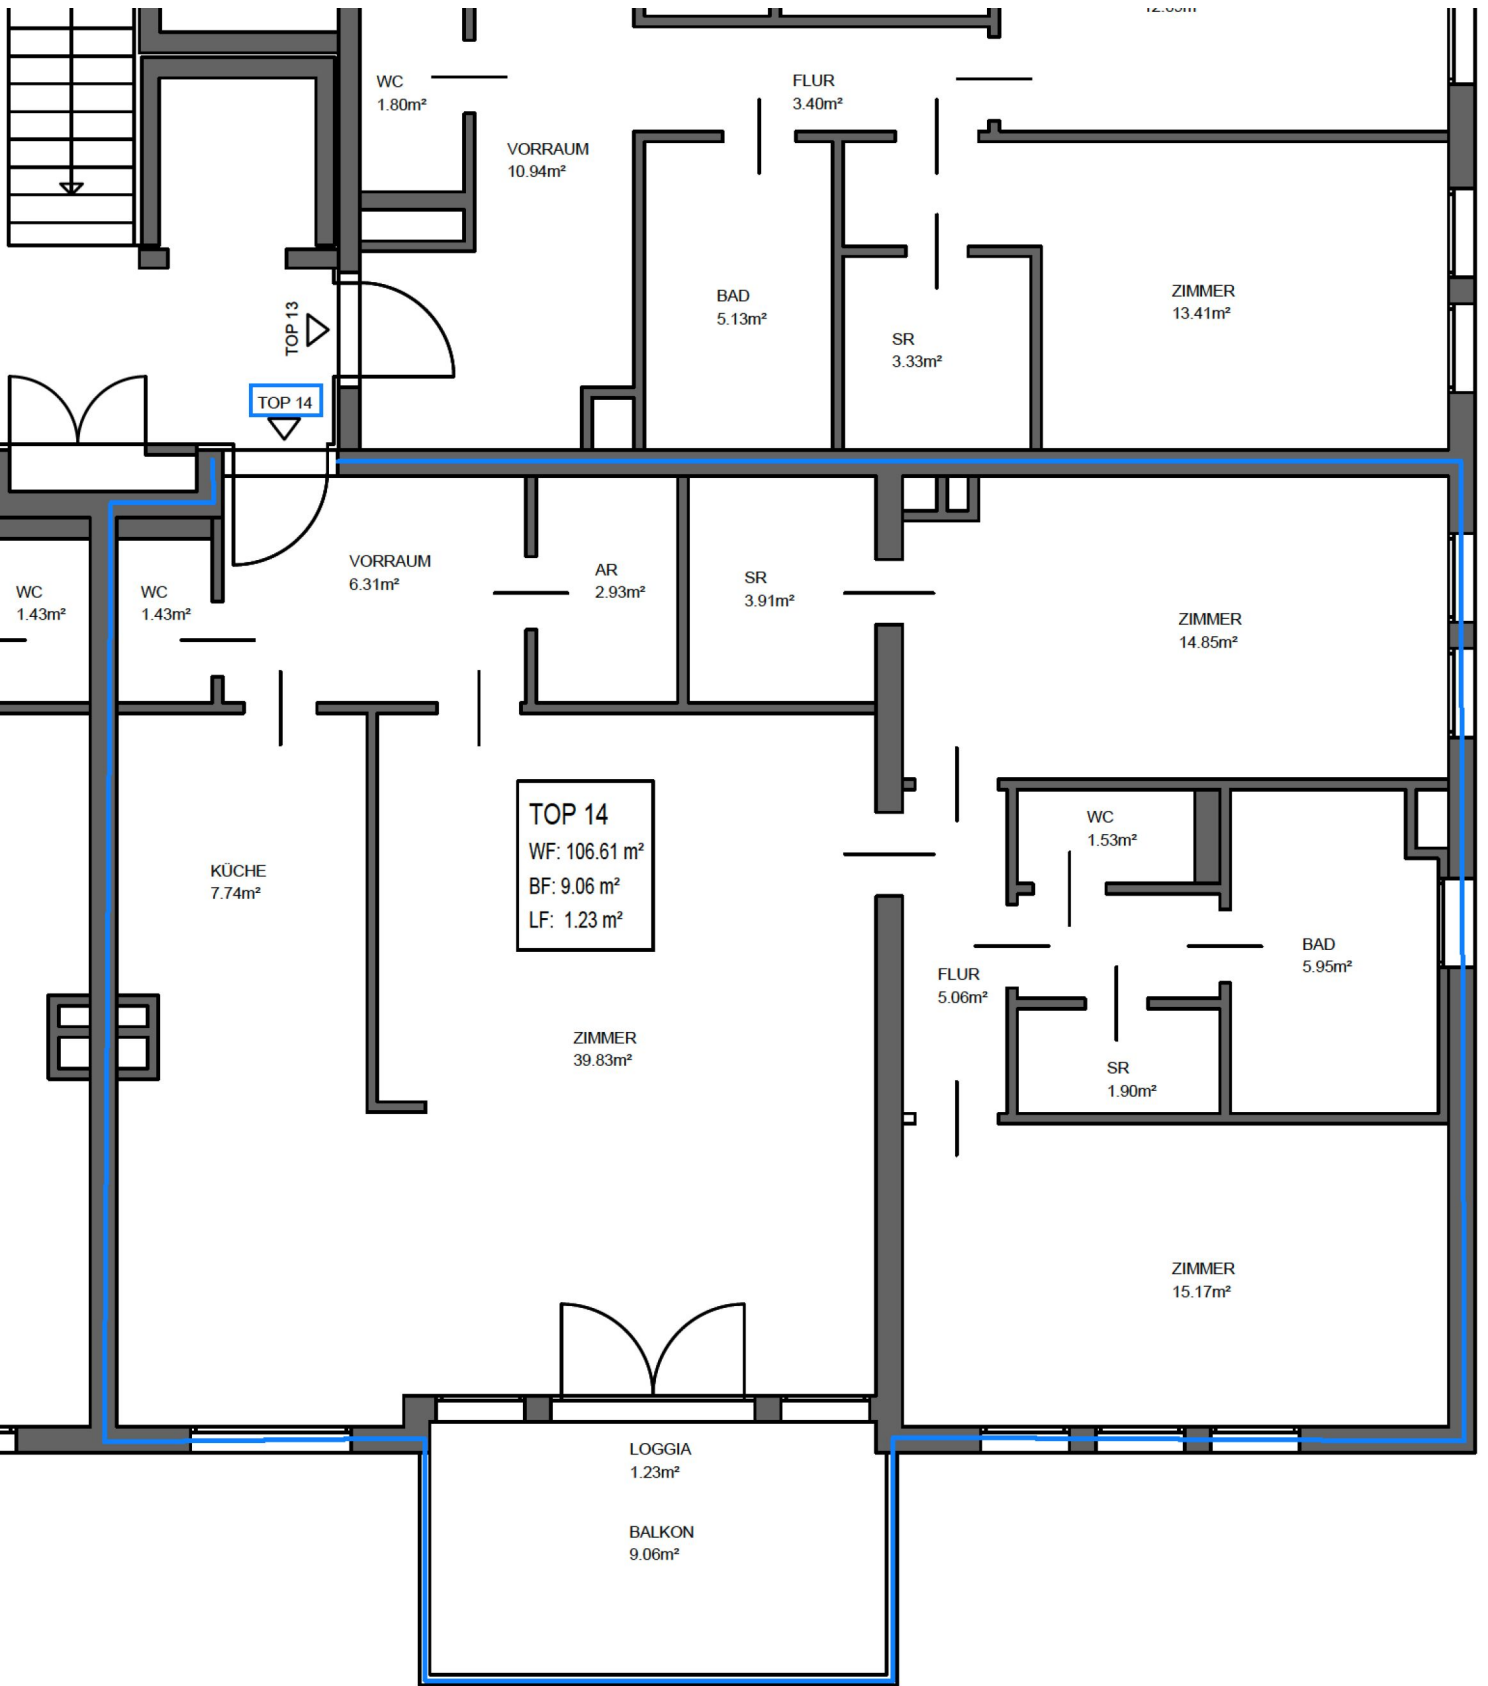 WC
1.80m²
FLUR
3.40m²
VORRAUM
10.94m²
BAD
5.13m²
SR
3.33m²
ZIMMER
13.41m²
TOP 13
TOP 14
WC
1.43m²
WC
1.43m²
VORRAUM
6.31m²
AR
2.93m²
SR
3.91m²
ZIMMER
14.85m²
TOP 14
WF: 106.61 m²
BF: 9.06 m²
LF: 1.23 m²
KÜCHE
7.74m²
WC
1.53m²
BAD
5.95m²
FLUR
5.06m²
ZIMMER
39.83m²
SR
1.90m²
ZIMMER
15.17m²
LOGGIA
1.23m²
BALKON
9.06m²